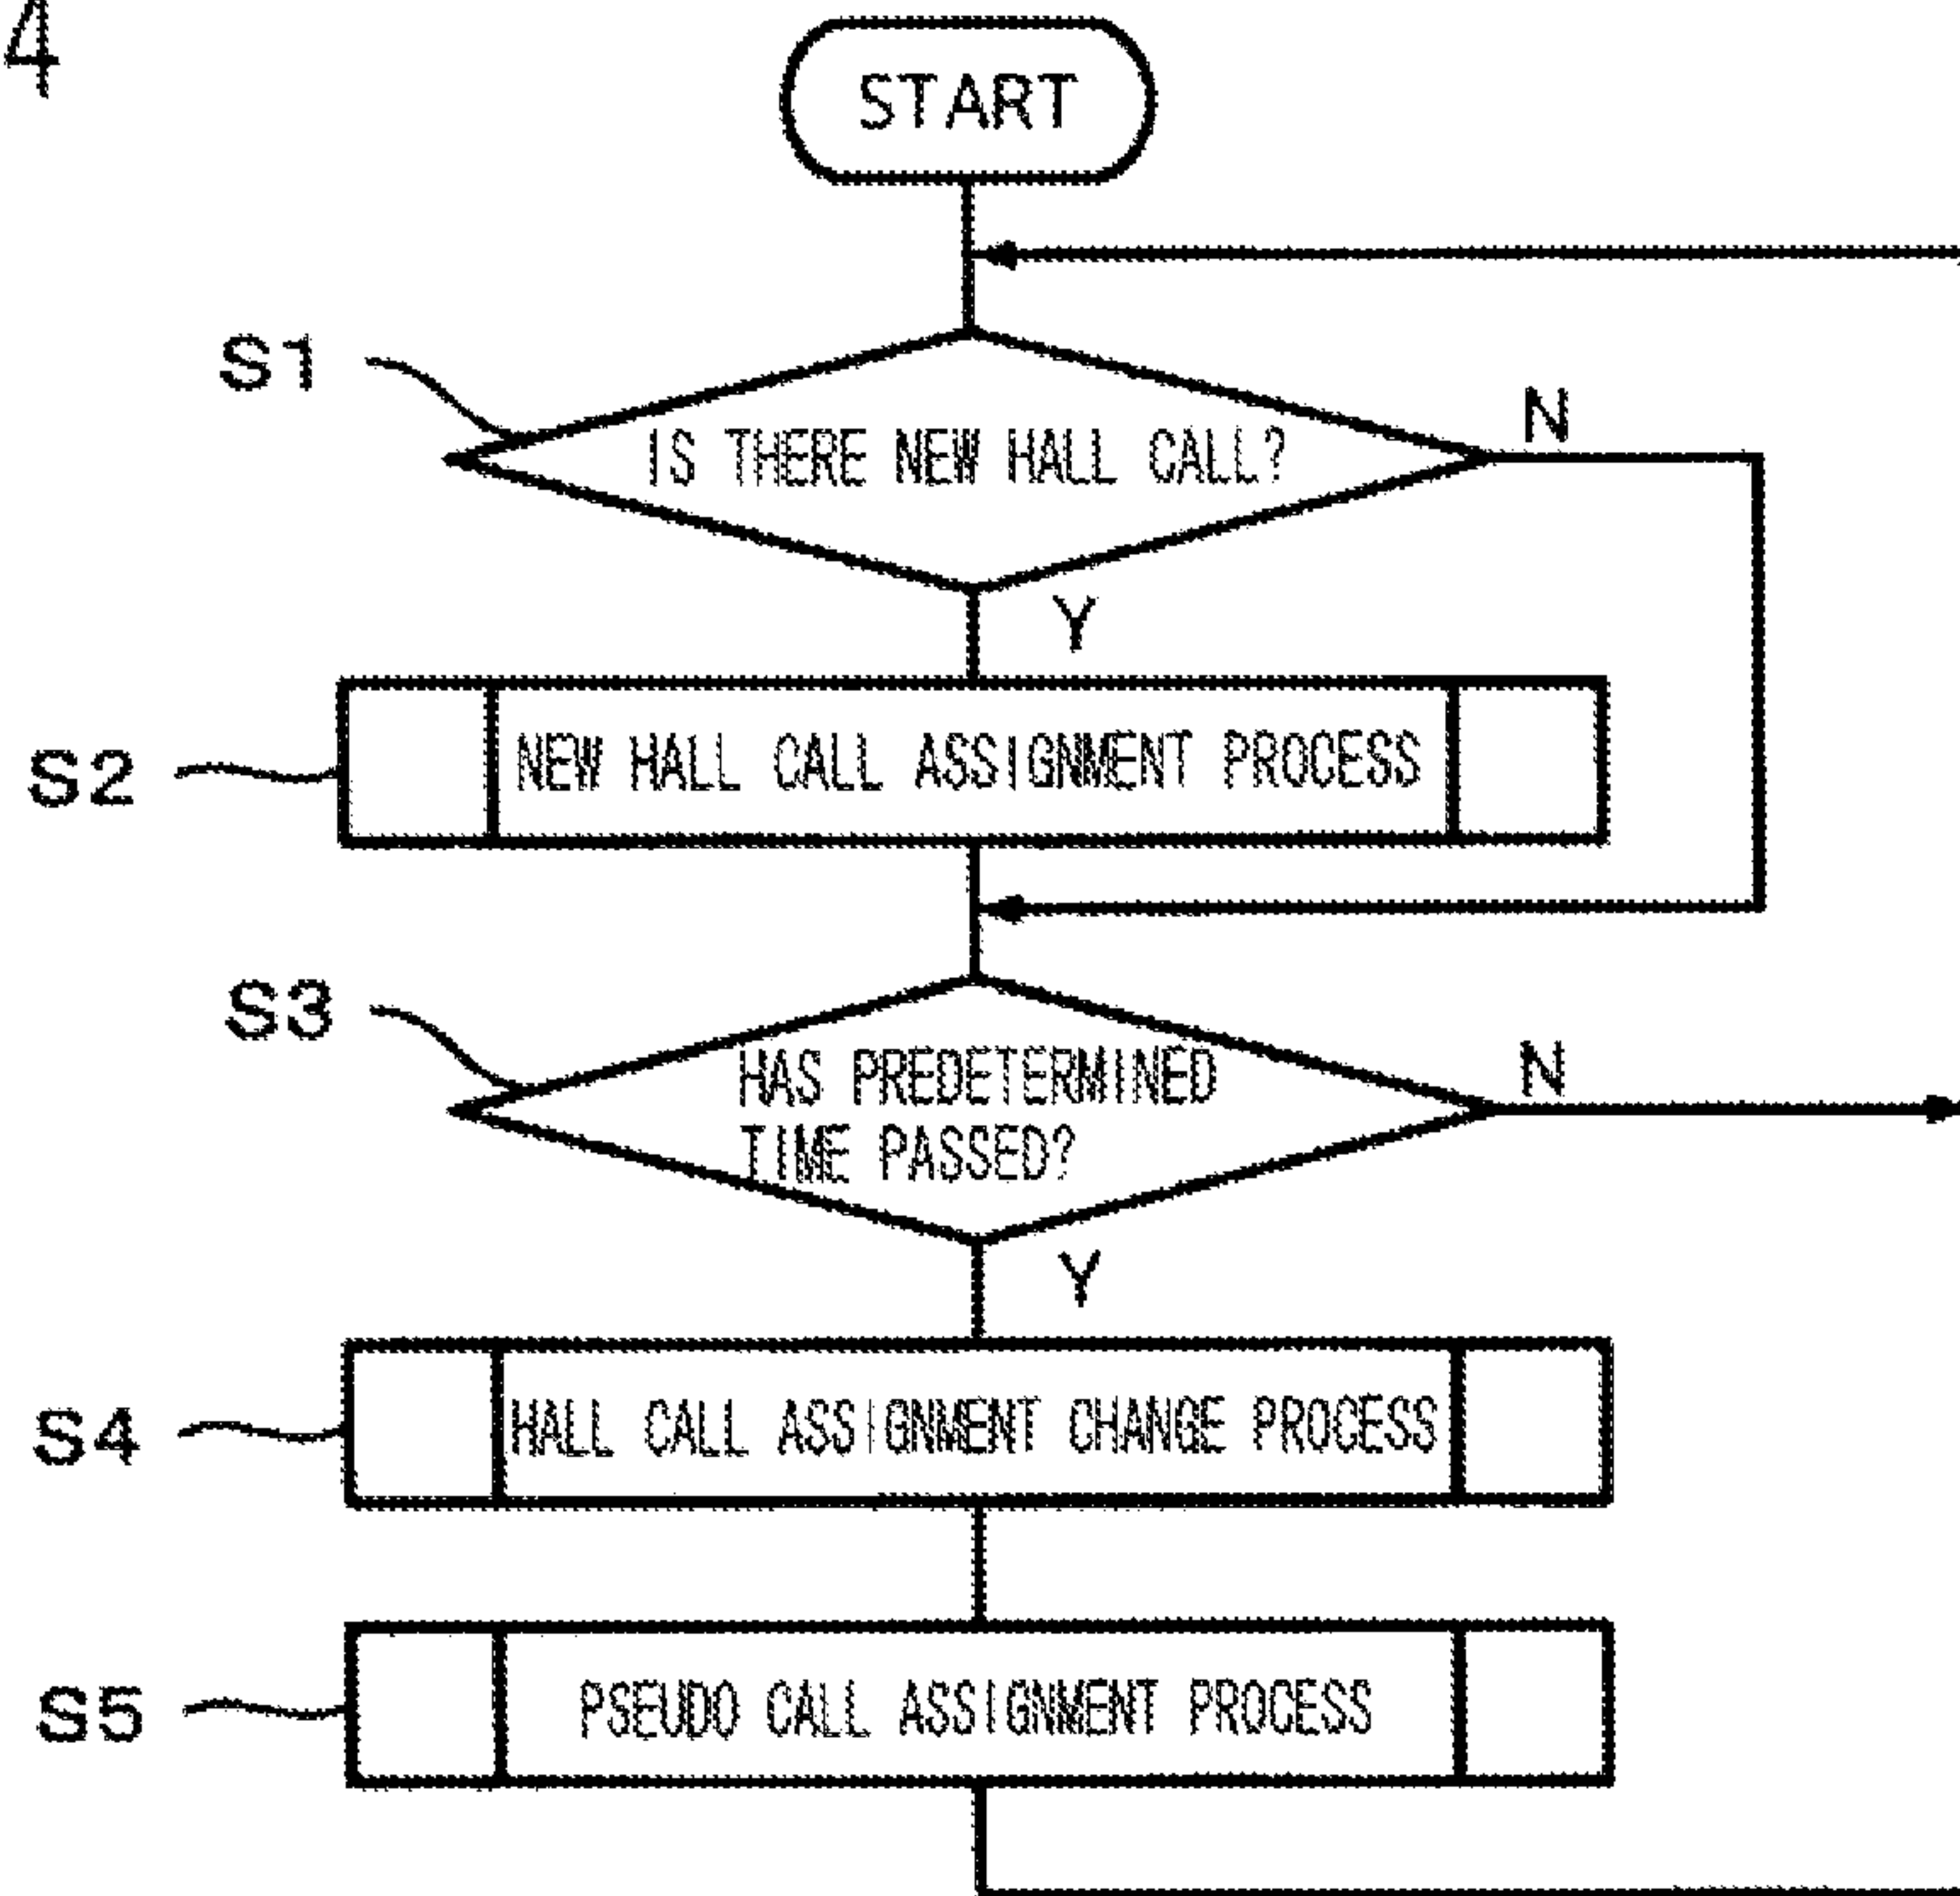 4
START
S1
IS THERE NEW HALL CALL?
N
Y
S2
NEW HALL CALL ASSIGNMENT PROCESS
S3
HAS PREDETERMINED
TIME PASSED?
N
Y
S4
HALL CALL ASSIGNMENT CHANGE PROCESS
S5
PSEUDO CALL ASSIGNMENT PROCESS